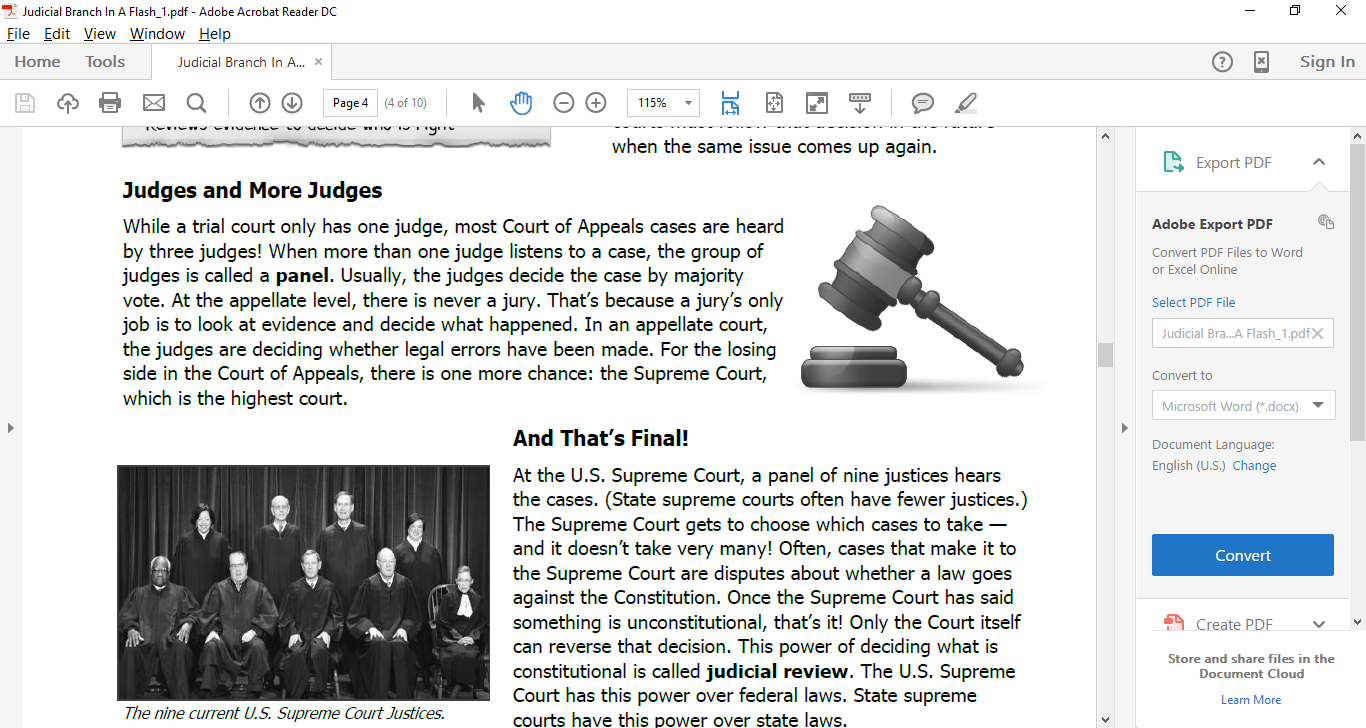 Judicial Branch In A Flash_1.pdf - Adobe Acrobat Reader DC
File Edit View Window Help
Home Tools Judicial Branch In A... × Sign In
Page 4 (4 of 10) 115%
Reviews evidence to decide who is right
courts must follow that decision in the future
when the same issue comes up again.
Judges and More Judges
While a trial court only has one judge, most Court of Appeals cases are heard
by three judges! When more than one judge listens to a case, the group of
judges is called a panel. Usually, the judges decide the case by majority
vote. At the appellate level, there is never a jury. That's because a jury's only
job is to look at evidence and decide what happened. In an appellate court,
the judges are deciding whether legal errors have been made. For the losing
side in the Court of Appeals, there is one more chance: the Supreme Court,
which is the highest court.
And That's Final!
At the U.S. Supreme Court, a panel of nine justices hears
the cases. (State supreme courts often have fewer justices.)
The Supreme Court gets to choose which cases to take —
and it doesn't take very many! Often, cases that make it to
the Supreme Court are disputes about whether a law goes
against the Constitution. Once the Supreme Court has said
something is unconstitutional, that's it! Only the Court itself
can reverse that decision. This power of deciding what is
constitutional is called judicial review. The U.S. Supreme
Court has this power over federal laws. State supreme
courts have this power over state laws.
The nine current U.S. Supreme Court Justices.
Export PDF
Adobe Export PDF
Convert PDF Files to Word
or Excel Online
Select PDF File
Judicial Bra...A Flash_1.pdf
Convert to
Microsoft Word (*.docx)
Document Language:
English (U.S.) Change
Convert
Create PDF
Store and share files in the
Document Cloud
Learn More